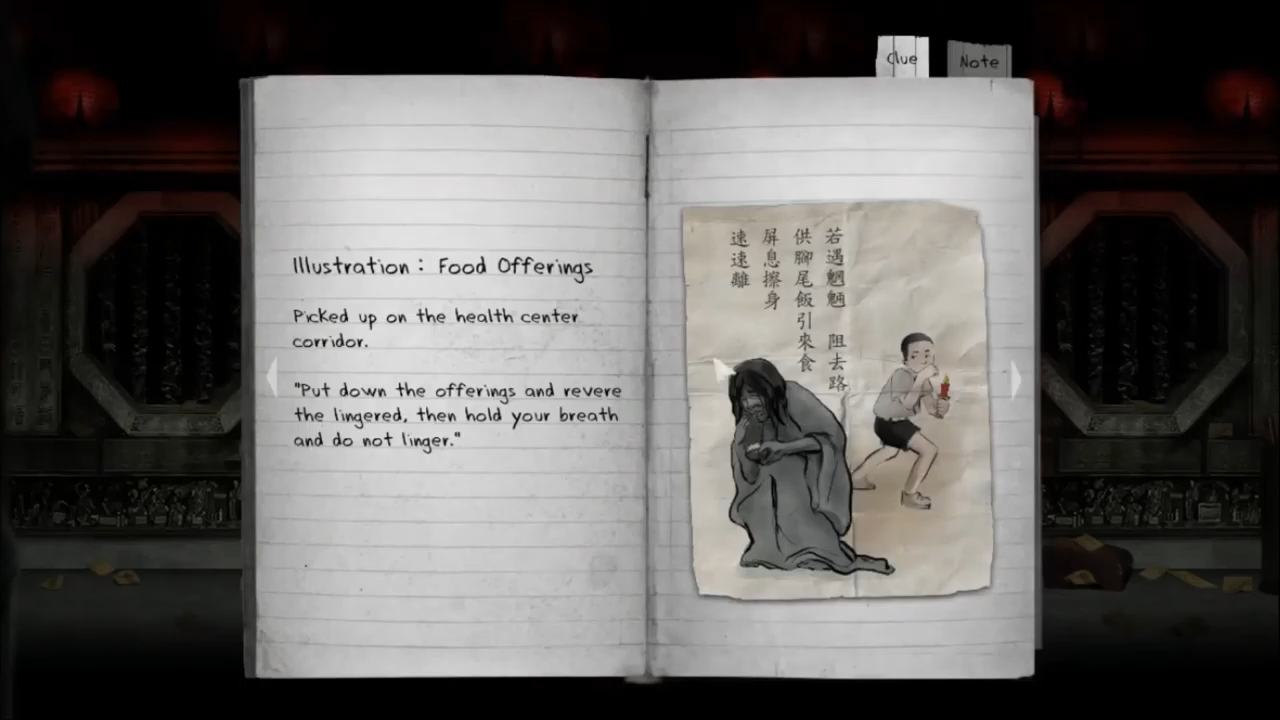 Clue
Note
Illustration : Food Offerings
Picked up on the health center
corridor.
"Put down the offerings and revere
the lingered, then hold your breath
and do not linger."
若遇魍魎 阻去路
供腳尾飯引來食
屏息擦身
速速離